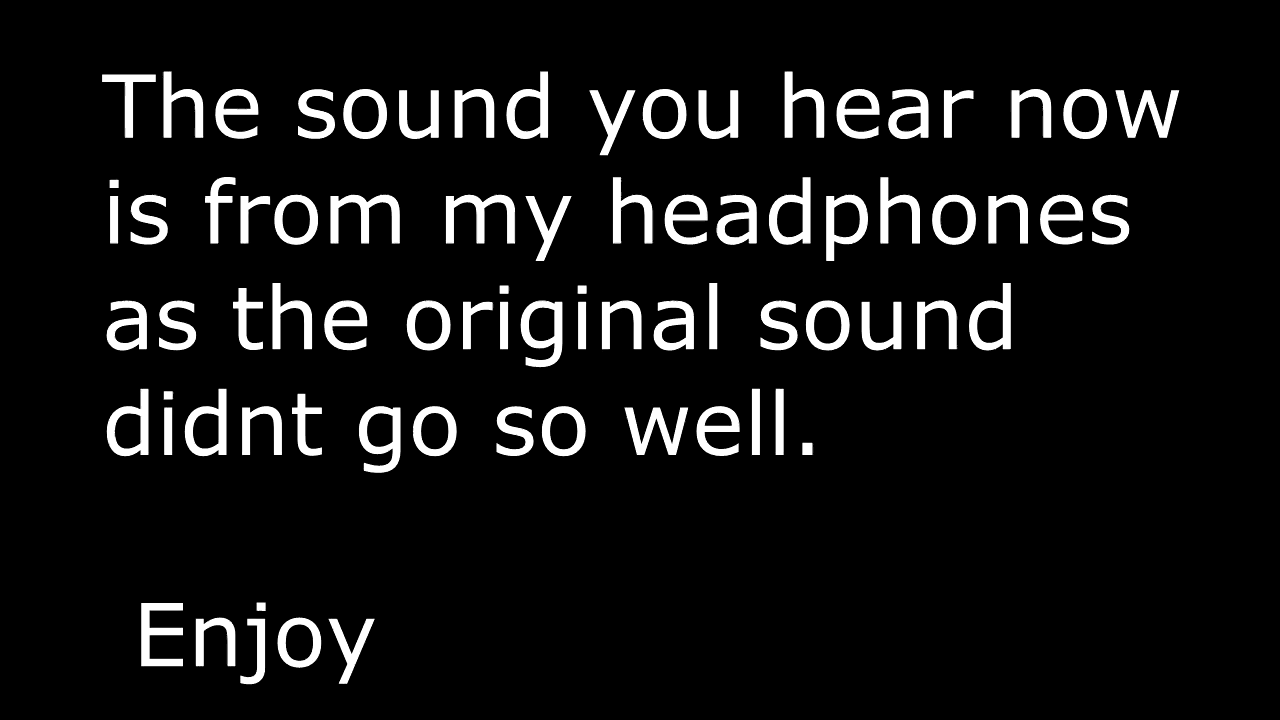 The sound you hear now
is from my headphones
as the original sound
didnt go so well.
Enjoy